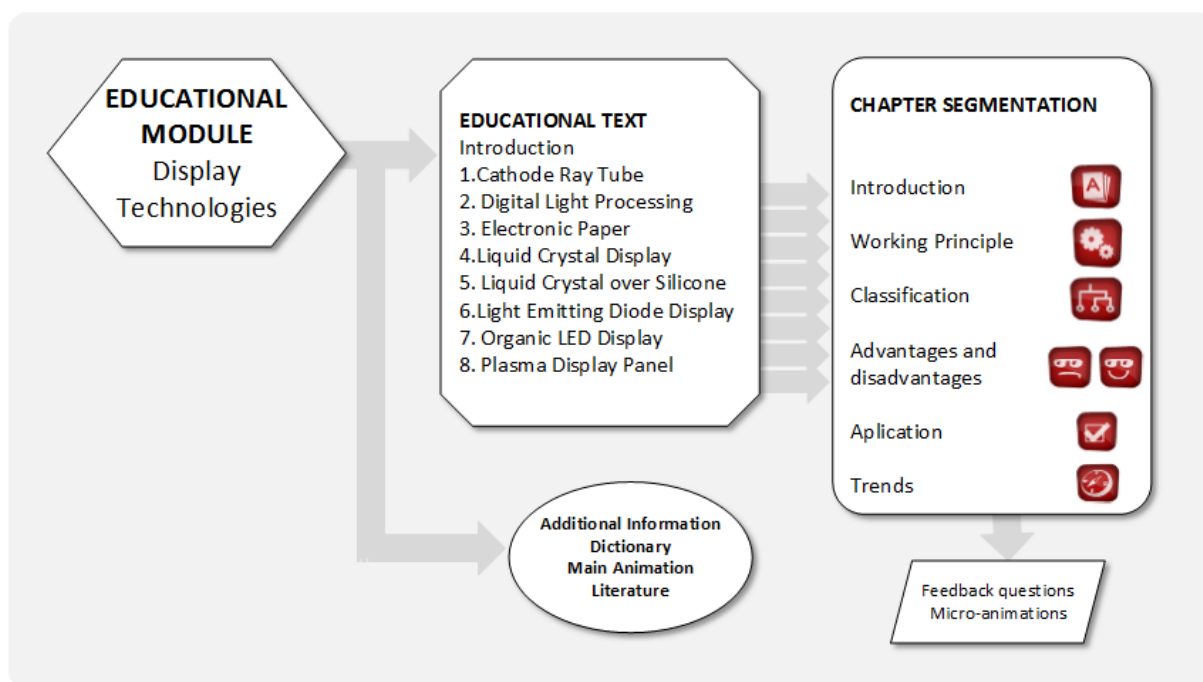 EDUCATIONAL
MODULE
Display
Technologies
EDUCATIONAL TEXT
Introduction
1.Cathode Ray Tube
2. Digital Light Processing
3. Electronic Paper
4.Liquid Crystal Display
5. Liquid Crystal over Silicone
6.Light Emitting Diode Display
7. Organic LED Display
8. Plasma Display Panel
CHAPTER SEGMENTATION
Introduction
A
Working Principle
Classification
Advantages and
disadvantages
Aplication
Trends
Additional Information
Dictionary
Main Animation
Literature
Feedback questions
Micro-animations